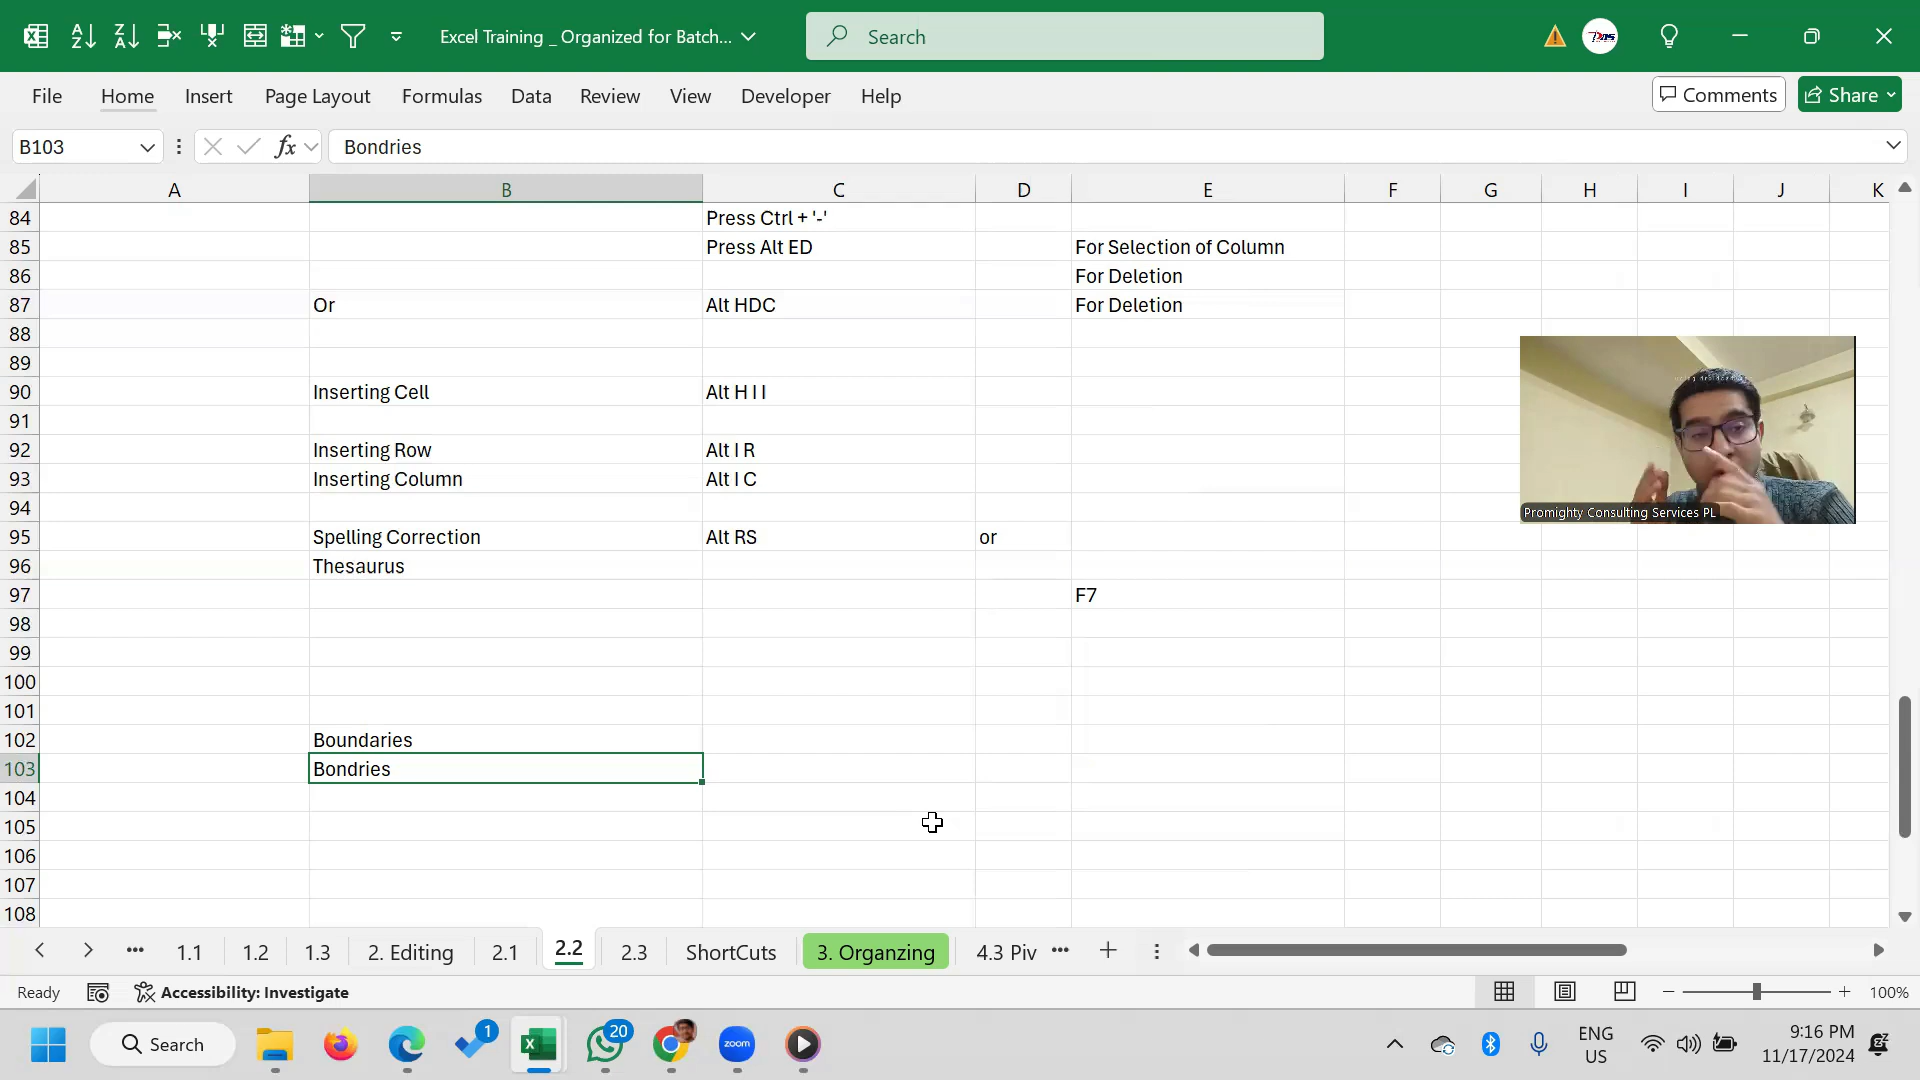 Excel Training _ Organized for Batch...
Search
File Home Insert Page Layout Formulas Data Review View Developer Help
Comments
Share
B103
fx
Bondries
A B C D E F G H I J K
84 Press Ctrl + '-'
85 Press Alt ED For Selection of Column
86 For Deletion
87 Or Alt HDC For Deletion
88
89
90 Inserting Cell Alt H I I
91
92 Inserting Row Alt I R
93 Inserting Column Alt I C
94
95 Spelling Correction Alt RS or
96 Thesaurus
97 F7
98
99
100
101
102 Boundaries
103 Bondries
104
105
106
107
108
Promighty Consulting Services PL
1.1 1.2 1.3 2. Editing 2.1 2.2 2.3 ShortCuts 3. Organzing 4.3 Piv
Ready
Accessibility: Investigate
100%
Search
1
20
zoom
ENG
US
9:16 PM
11/17/2024